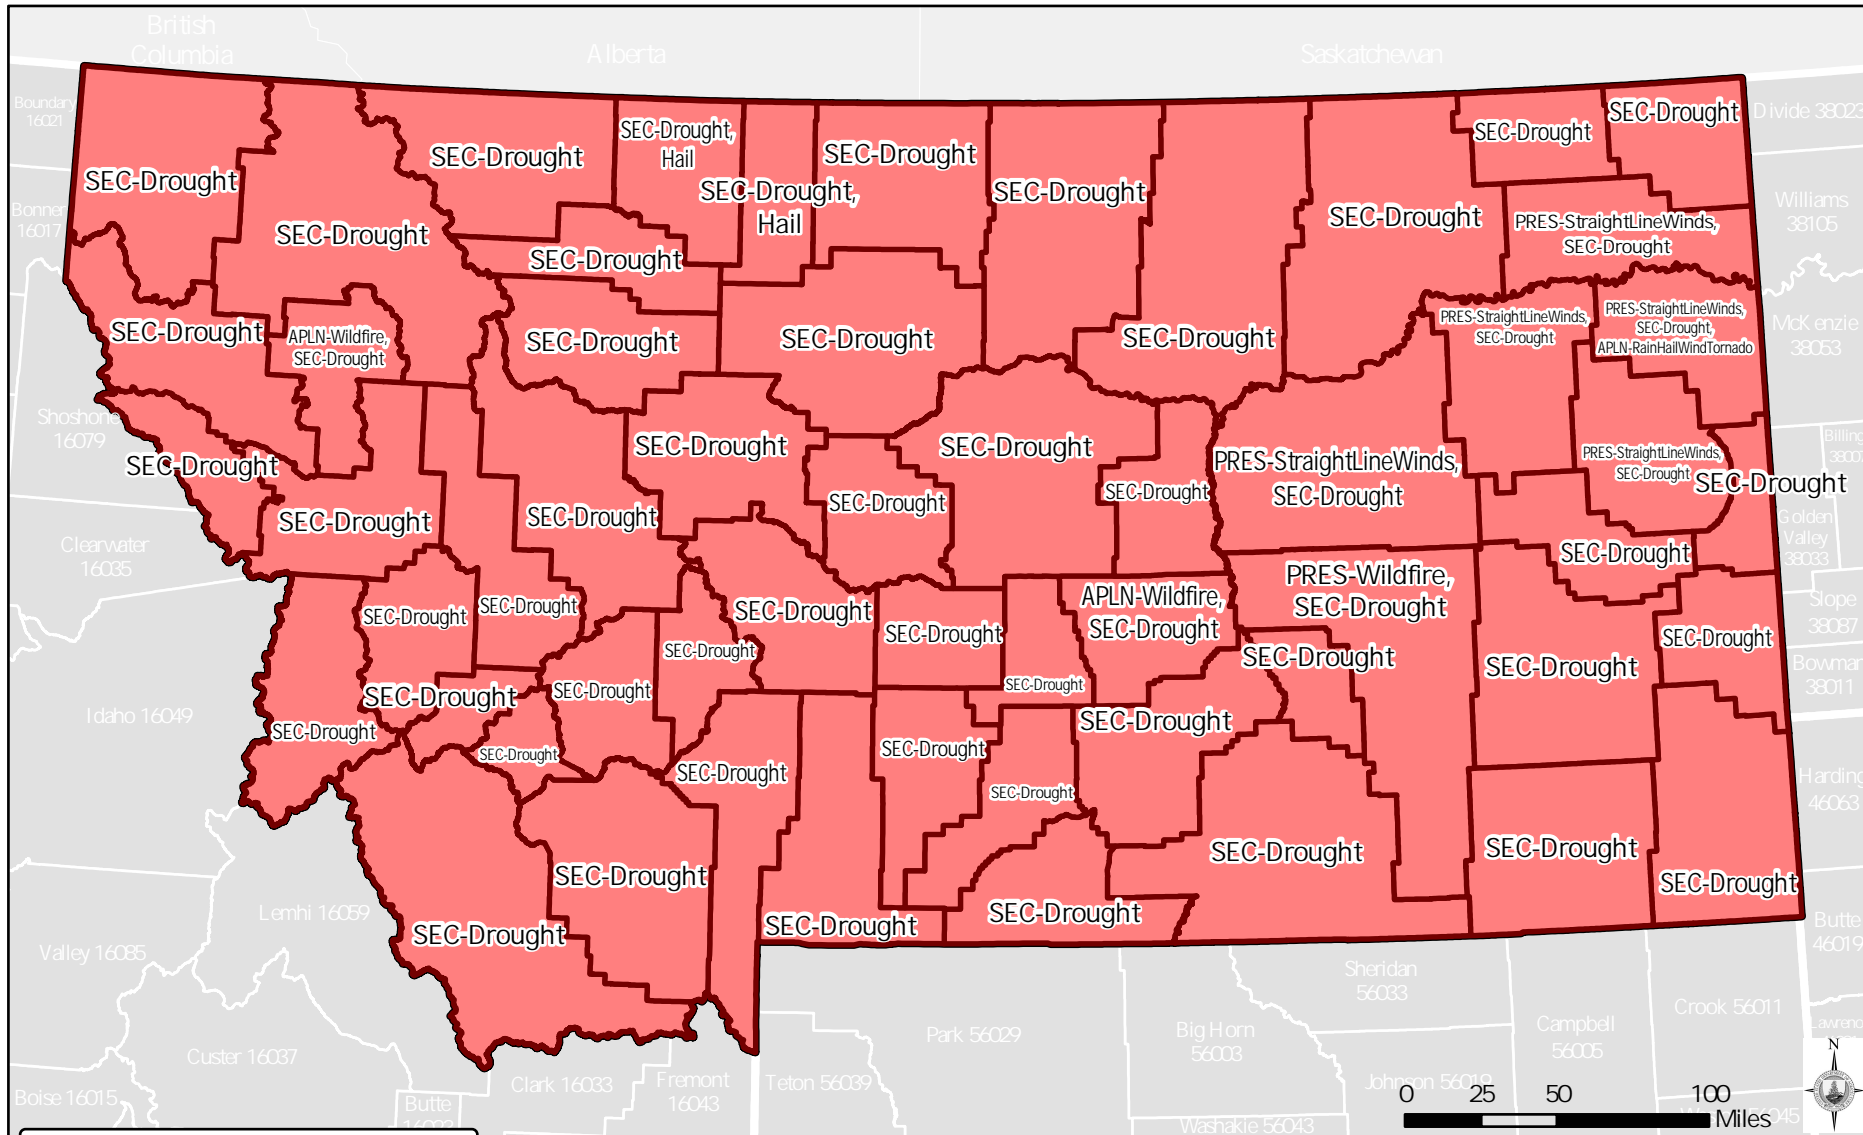 British
Columbia
Alberta
Saskatchewan
Boundary
16021
Divide 38023
SEC-Drought
SEC-Drought
SEC-Drought,
Hail
SEC-Drought
SEC-Drought
SEC-Drought
SEC-Drought,
Hail
SEC-Drought
SEC-Drought
Bonner
16017
Williams
38105
SEC-Drought
SEC-Drought
PRES-StraightLineWinds,
SEC-Drought
SEC-Drought
SEC-Drought
APLN-Wildfire,
SEC-Drought
SEC-Drought
SEC-Drought
SEC-Drought
PRES-StraightLineWinds,
SEC-Drought
PRES-StraightLineWinds,
SEC-Drought,
APLN-RainHailWindTornado
McKenzie
38053
Shoshone
16079
SEC-Drought
SEC-Drought
SEC-Drought
PRES-StraightLineWinds,
SEC-Drought
PRES-StraightLineWinds,
SEC-Drought
SEC-Drought
Golden
Valley
38033
SEC-Drought
SEC-Drought
SEC-Drought
SEC-Drought
Clearwater
16035
SEC-Drought
PRES-Wildfire,
SEC-Drought
APLN-Wildfire,
SEC-Drought
Slope
38087
SEC-Drought
SEC-Drought
SEC-Drought
SEC-Drought
SEC-Drought
SEC-Drought
SEC-Drought
SEC-Drought
Bowman
38011
SEC-Drought
SEC-Drought
SEC-Drought
SEC-Drought
Idaho 16049
SEC-Drought
SEC-Drought
SEC-Drought
SEC-Drought
SEC-Drought
SEC-Drought
Harding
46063
SEC-Drought
SEC-Drought
SEC-Drought
SEC-Drought
Lemhi 16059
SEC-Drought
SEC-Drought
SEC-Drought
Butte
46019
Valley 16085
Sheridan
56033
Crook 56011
Park 56029
Big Horn
56003
Campbell
56005
Custer 16037
Clark 16033
Fremont
16043
Teton 56039
Johnson 56019
Boise 16015
Butte
Washakie 56043
N
0 25 50 100
Miles